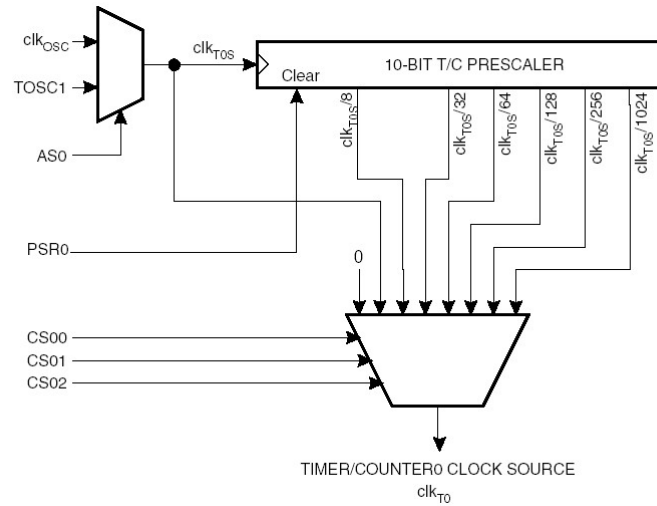 clkOSC
TOSC1
AS0
PSR0
clkT0S
10-BIT T/C PRESCALER
Clear
clkT0S/8
clkT0S/32
clkT0S/64
clkT0S/128
clkT0S/256
clkT0S/1024
0
CS00
CS01
CS02
TIMER/COUNTER0 CLOCK SOURCE
clkT0